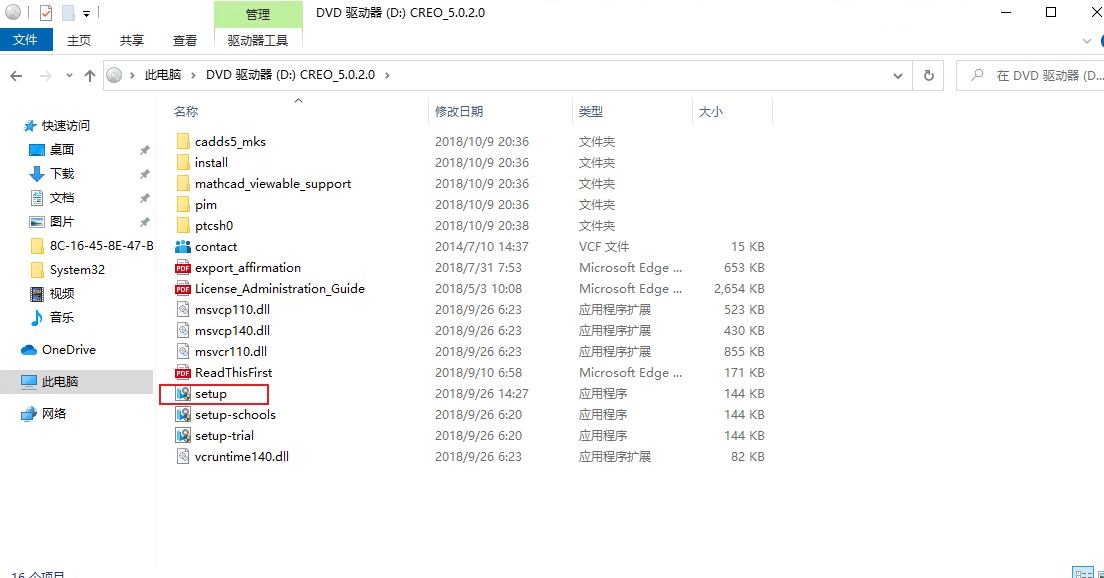 管理
DVD 驱动器 (D:) CREO_5.0.2.0
文件
主页
共享
查看
驱动器工具
此电脑 > DVD 驱动器 (D:) CREO_5.0.2.0 >
在 DVD 驱动器 (D...
名称
修改日期
类型
大小
快速访问
桌面
下载
文档
图片
8C-16-45-8E-47-B
System32
视频
音乐
OneDrive
此电脑
网络
cadds5_mks 2018/10/9 20:36 文件夹
install 2018/10/9 20:36 文件夹
mathcad_viewable_support 2018/10/9 20:36 文件夹
pim 2018/10/9 20:36 文件夹
ptcsh0 2018/10/9 20:38 文件夹
contact 2014/7/10 14:37 VCF 文件 15 KB
PDF export_affirmation 2018/7/31 7:53 Microsoft Edge ... 653 KB
PDF License_Administration_Guide 2018/5/3 10:08 Microsoft Edge ... 2,654 KB
msvcp110.dll 2018/9/26 6:23 应用程序扩展 523 KB
msvcp140.dll 2018/9/26 6:23 应用程序扩展 430 KB
msvcr110.dll 2018/9/26 6:23 应用程序扩展 855 KB
PDF ReadThisFirst 2018/9/10 6:58 Microsoft Edge ... 171 KB
setup 2018/9/26 14:27 应用程序 144 KB
setup-schools 2018/9/26 6:20 应用程序 144 KB
setup-trial 2018/9/26 6:20 应用程序 144 KB
vcruntime140.dll 2018/9/26 6:23 应用程序扩展 82 KB
16 个项目